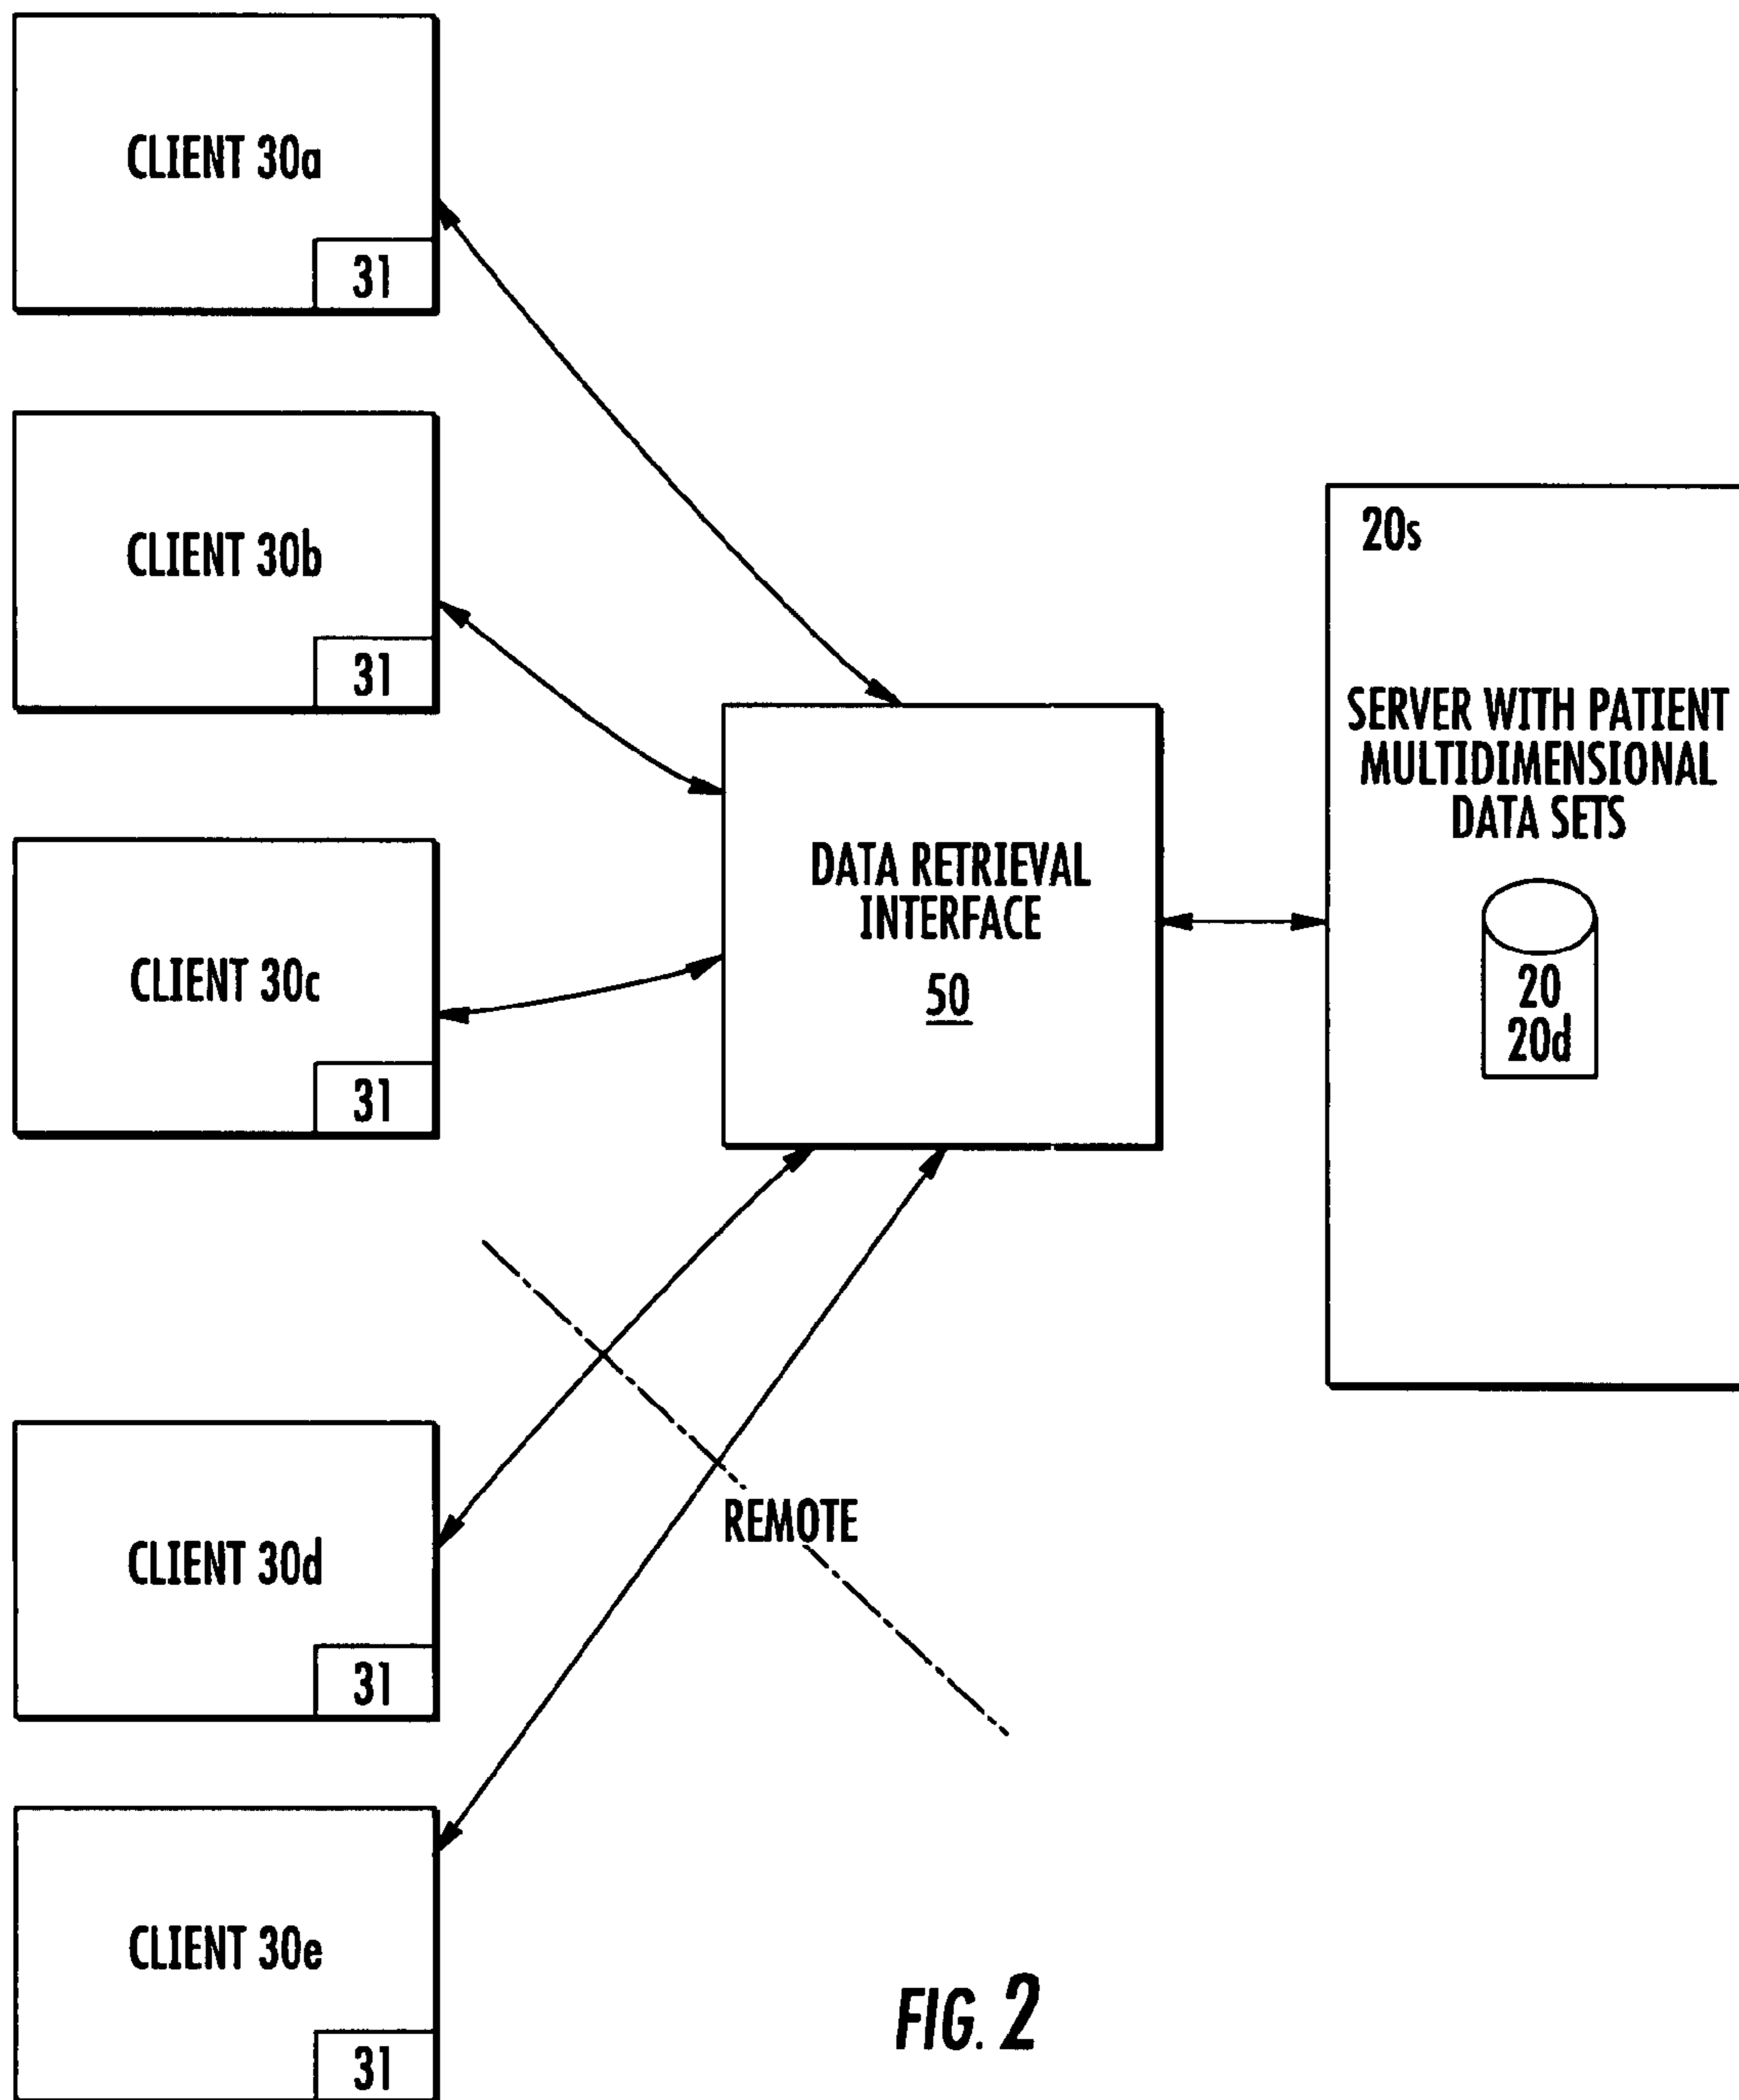 CLIENT 30a
31
CLIENT 30b
31
CLIENT 30c
31
CLIENT 30d
31
CLIENT 30e
31
DATA RETRIEVAL
INTERFACE
50
REMOTE
20s
SERVER WITH PATIENT
MULTIDIMENSIONAL
DATA SETS
20
20d
FIG. 2